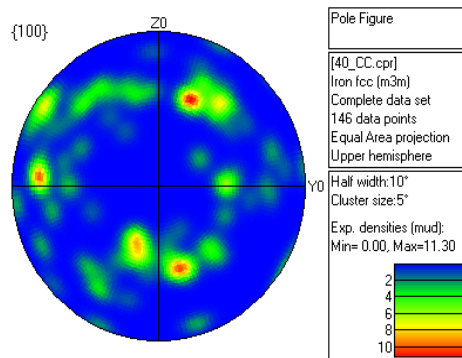 {100}
Z0
Y0
Pole Figure
[40_CC.cpr]
Iron fcc (m3m)
Complete data set
146 data points
Equal Area projection
Upper hemisphere
Half width:10°
Cluster size:5°
Exp. densities (mud):
Min= 0.00, Max=11.30
2
4
6
8
10